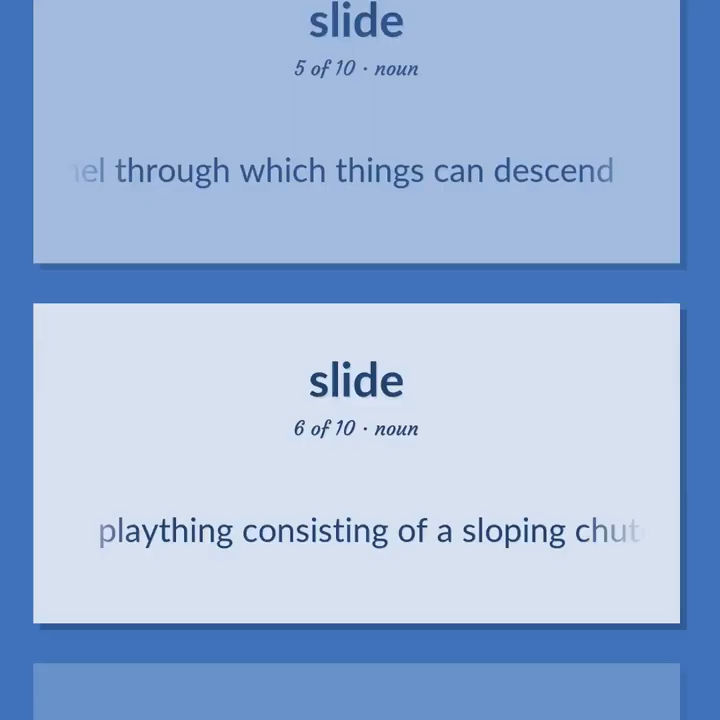 slide
5 of 10 · noun
through which things can descend
slide
6 of 10 · noun
plaything consisting of a sloping